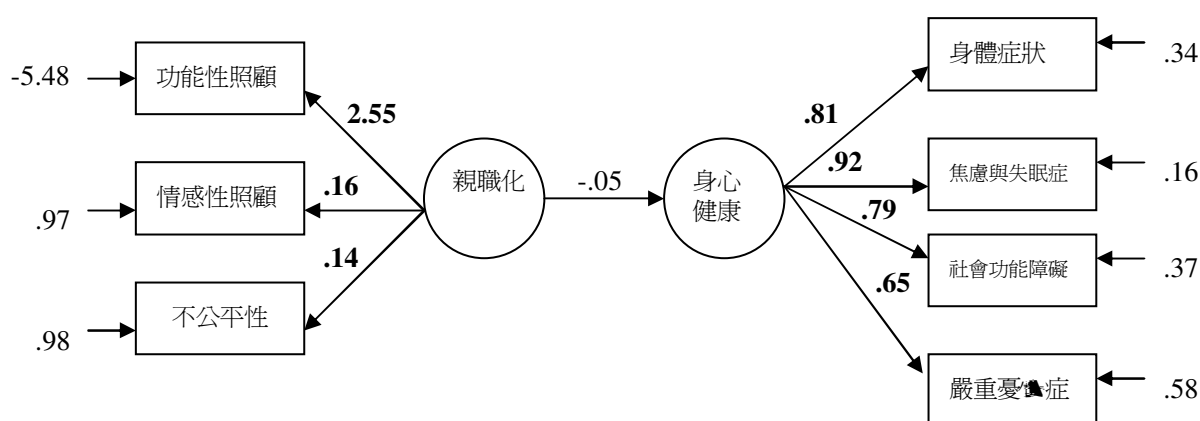 -5.48
功能性照顧
2.55
.97
情感性照顧
.16
.98
不公平性
.14
親職化
-.05
身心
健康
.81
身體症狀
.34
.92
焦慮與失眠症
.16
.79
社會功能障礙
.37
.65
嚴重憂症
.58